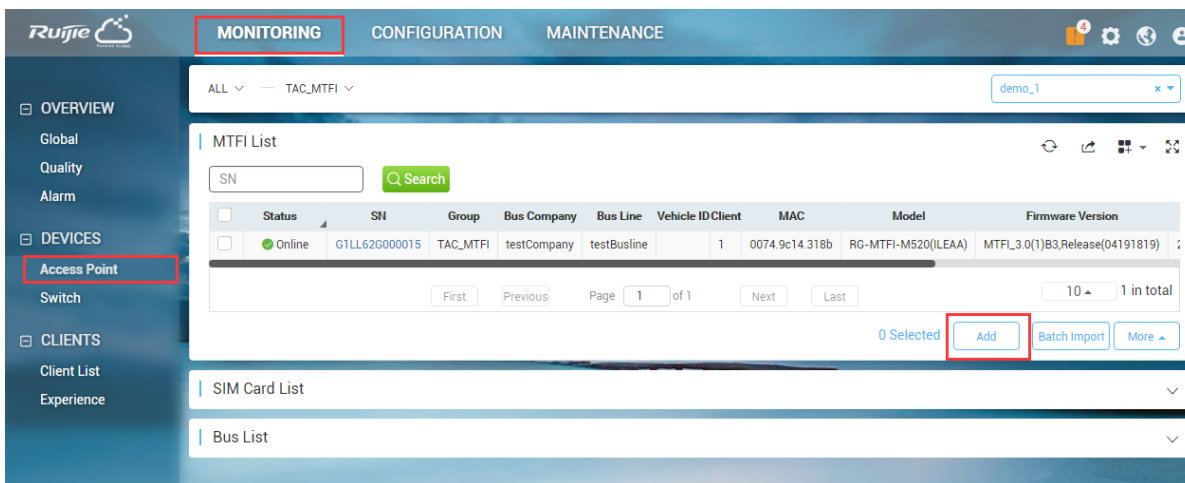 Ruijie MONITORING CONFIGURATION MAINTENANCE 4
ALL — TAC_MTFI demo_1
OVERVIEW
Global
Quality
Alarm
DEVICES
Access Point
Switch
CLIENTS
Client List
Experience
MTFI List
SN Search
Status SN Group Bus Company Bus Line Vehicle ID Client MAC Model Firmware Version
Online G1LL62G000015 TAC_MTFI testCompany testBusline 1 0074.9c14.318b RG-MTFI-M520(ILEAA) MTFI_3.0(1)B3,Release(04191819) 2
First Previous Page 1 of 1 Next Last 10 1 in total
0 Selected Add Batch Import More
SIM Card List
Bus List